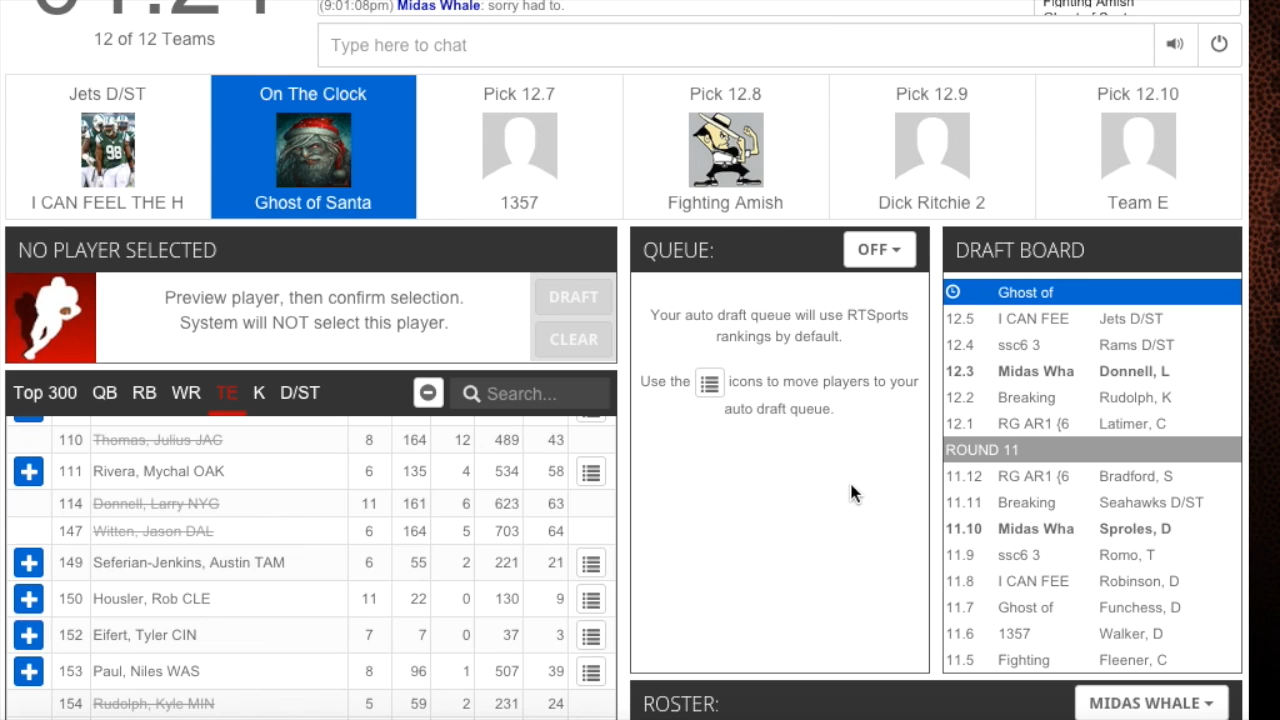 (9:01:08pm) Midas Whale: sorry had to.
Fighting Amish
12 of 12 Teams
Type here to chat
Jets D/ST
I CAN FEEL THE H
On The Clock
Ghost of Santa
Pick 12.7
1357
Pick 12.8
Fighting Amish
Pick 12.9
Dick Ritchie 2
Pick 12.10
Team E
NO PLAYER SELECTED
Preview player, then confirm selection.
System will NOT select this player.
DRAFT
CLEAR
Top 300 QB RB WR TE K D/ST
Search...
110 Thomas, Julius JAC 8 164 12 489 43
111 Rivera, Mychal OAK 6 135 4 534 58
114 Donnell, Larry NYG 11 161 6 623 63
147 Witten, Jason DAL 6 164 5 703 64
149 Seferian-Jenkins, Austin TAM 6 55 2 221 21
150 Housler, Rob CLE 11 22 0 130 9
152 Eifert, Tyler CIN 7 7 0 37 3
153 Paul, Niles WAS 8 96 1 507 39
154 Rudolph, Kyle MIN 5 59 2 231 24
QUEUE:
OFF
Your auto draft queue will use RTSports
rankings by default.
Use the icons to move players to your
auto draft queue.
DRAFT BOARD
Ghost of
12.5 I CAN FEE Jets D/ST
12.4 ssc6 3 Rams D/ST
12.3 Midas Wha Donnell, L
12.2 Breaking Rudolph, K
12.1 RG AR1 {6 Latimer, C
ROUND 11
11.12 RG AR1 {6 Bradford, S
11.11 Breaking Seahawks D/ST
11.10 Midas Wha Sproles, D
11.9 ssc6 3 Romo, T
11.8 I CAN FEE Robinson, D
11.7 Ghost of Funchess, D
11.6 1357 Walker, D
11.5 Fighting Fleener, C
ROSTER:
MIDAS WHALE